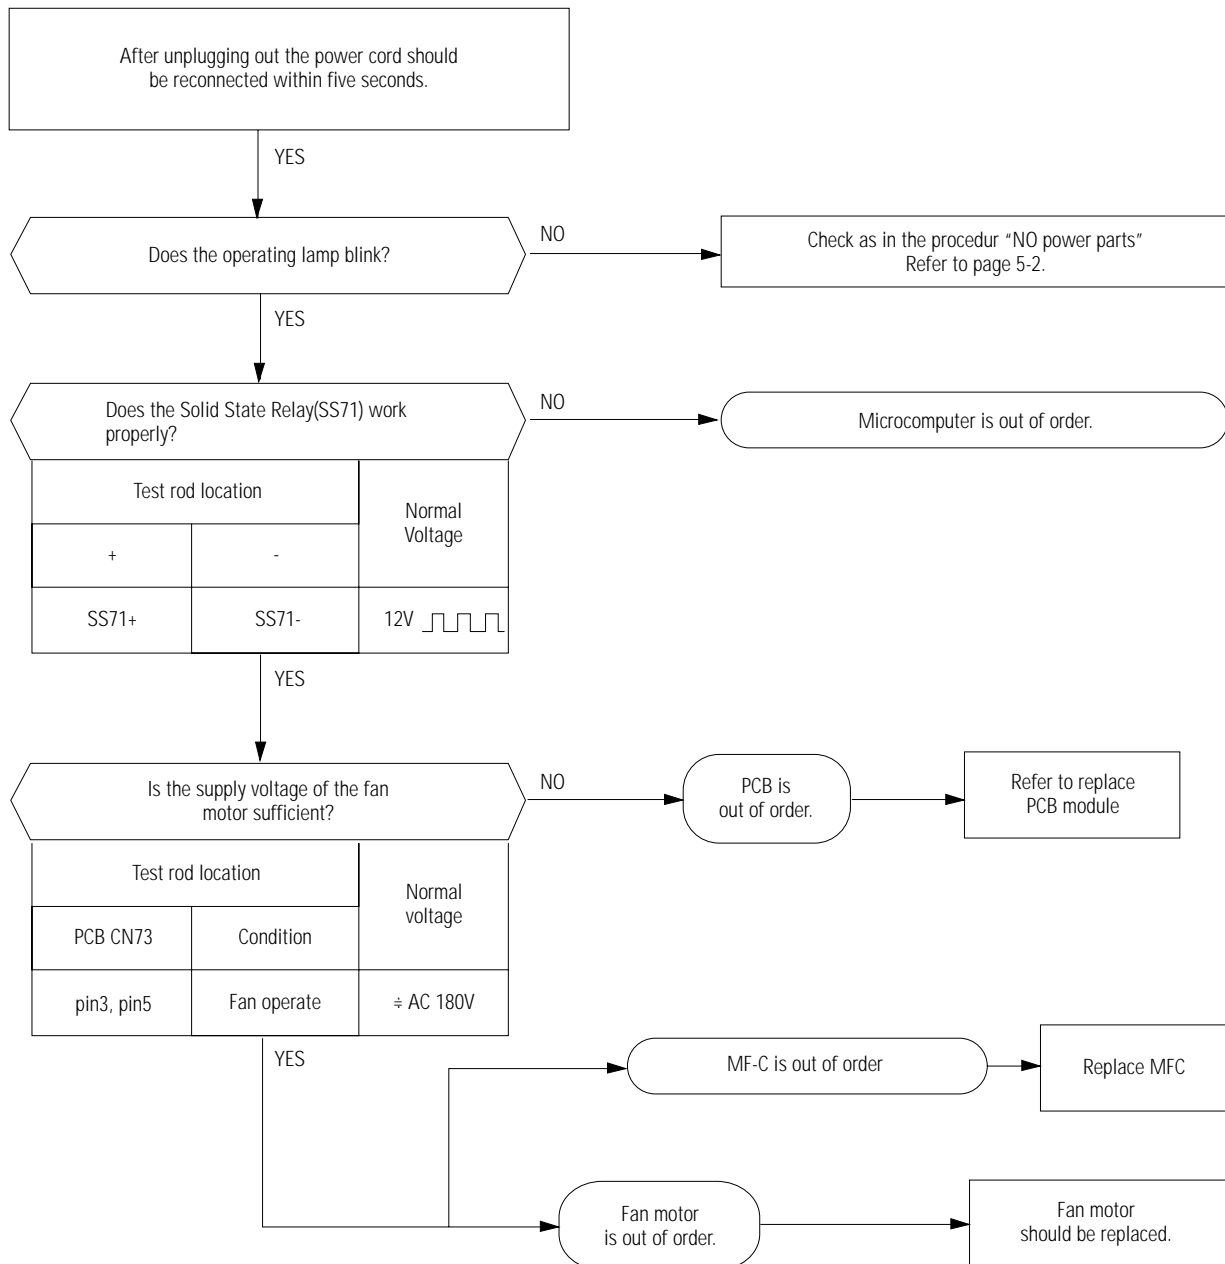 After unplugging out the power cord should
be reconnected within five seconds.
YES
Does the operating lamp blink?
NO
Check as in the procedur "NO power parts"
Refer to page 5-2.
YES
Does the Solid State Relay(SS71) work
properly?
NO
Microcomputer is out of order.
Test rod location
Normal
Voltage
+
-
SS71+
SS71-
12V
YES
Is the supply voltage of the fan
motor sufficient?
NO
PCB is
out of order.
Refer to replace
PCB module
Test rod location
Normal
voltage
PCB CN73
Condition
pin3, pin5
Fan operate
≑ AC 180V
YES
MF-C is out of order
Replace MFC
Fan motor
is out of order.
Fan motor
should be replaced.